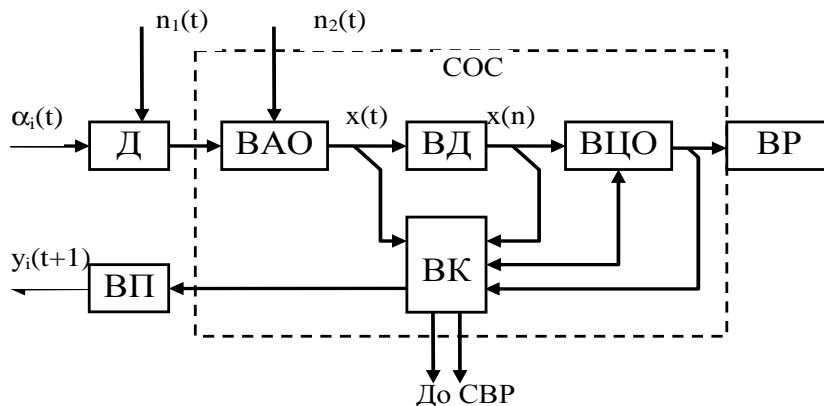 n₁(t)
n₂(t)
СОС
αᵢ(t)
Д
ВАО
x(t)
ВД
x(n)
ВЦО
ВР
yᵢ(t+1)
ВП
ВК
До СВР